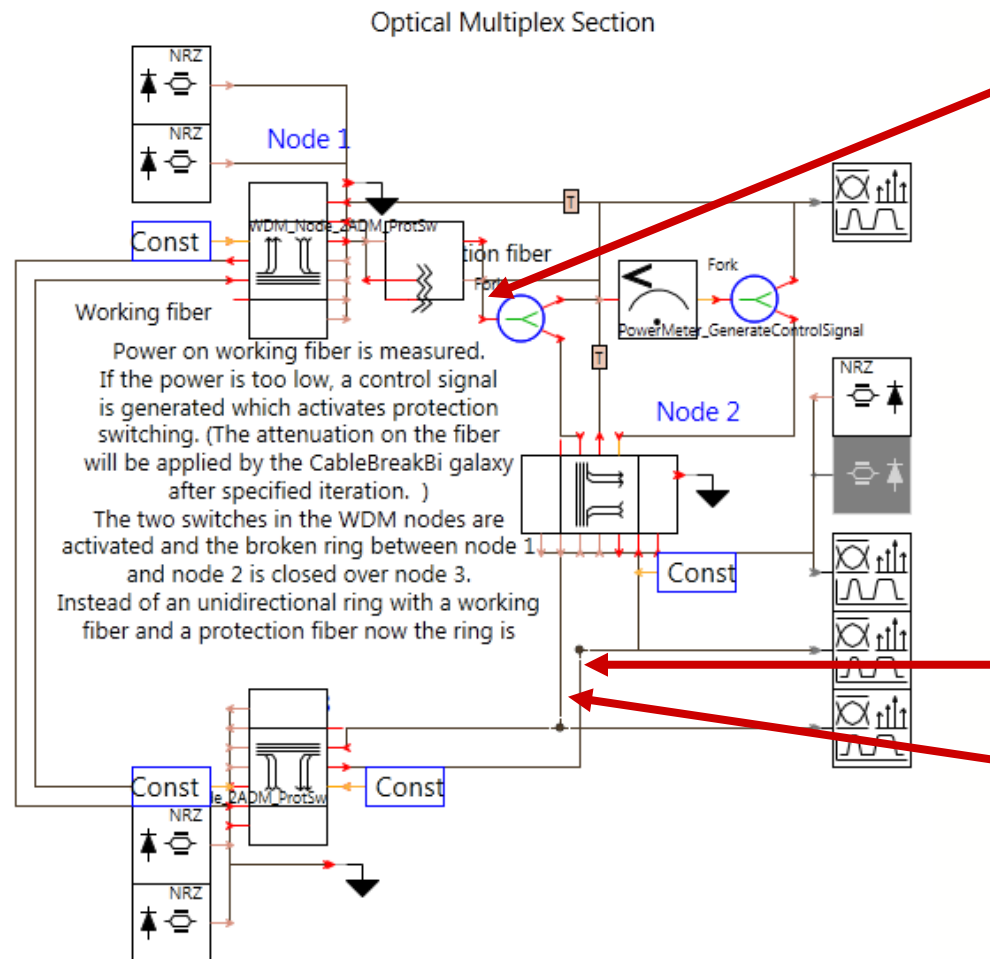 Optical Multiplex Section
NRZ
NRZ
Node 1
WDM_Node_2ADM_ProtSw
Const
tion fiber
Fork
Fork
PowerMeter_GenerateControlSignal
Working fiber
T
T
Power on working fiber is measured.
If the power is too low, a control signal
is generated which activates protection
switching. (The attenuation on the fiber
will be applied by the CableBreakBi galaxy
after specified iteration. )
The two switches in the WDM nodes are
activated and the broken ring between node 1
and node 2 is closed over node 3.
Instead of an unidirectional ring with a working
fiber and a protection fiber now the ring is
NRZ
Node 2
Const
Const
Const
le_2ADM_ProtSw
NRZ
NRZ